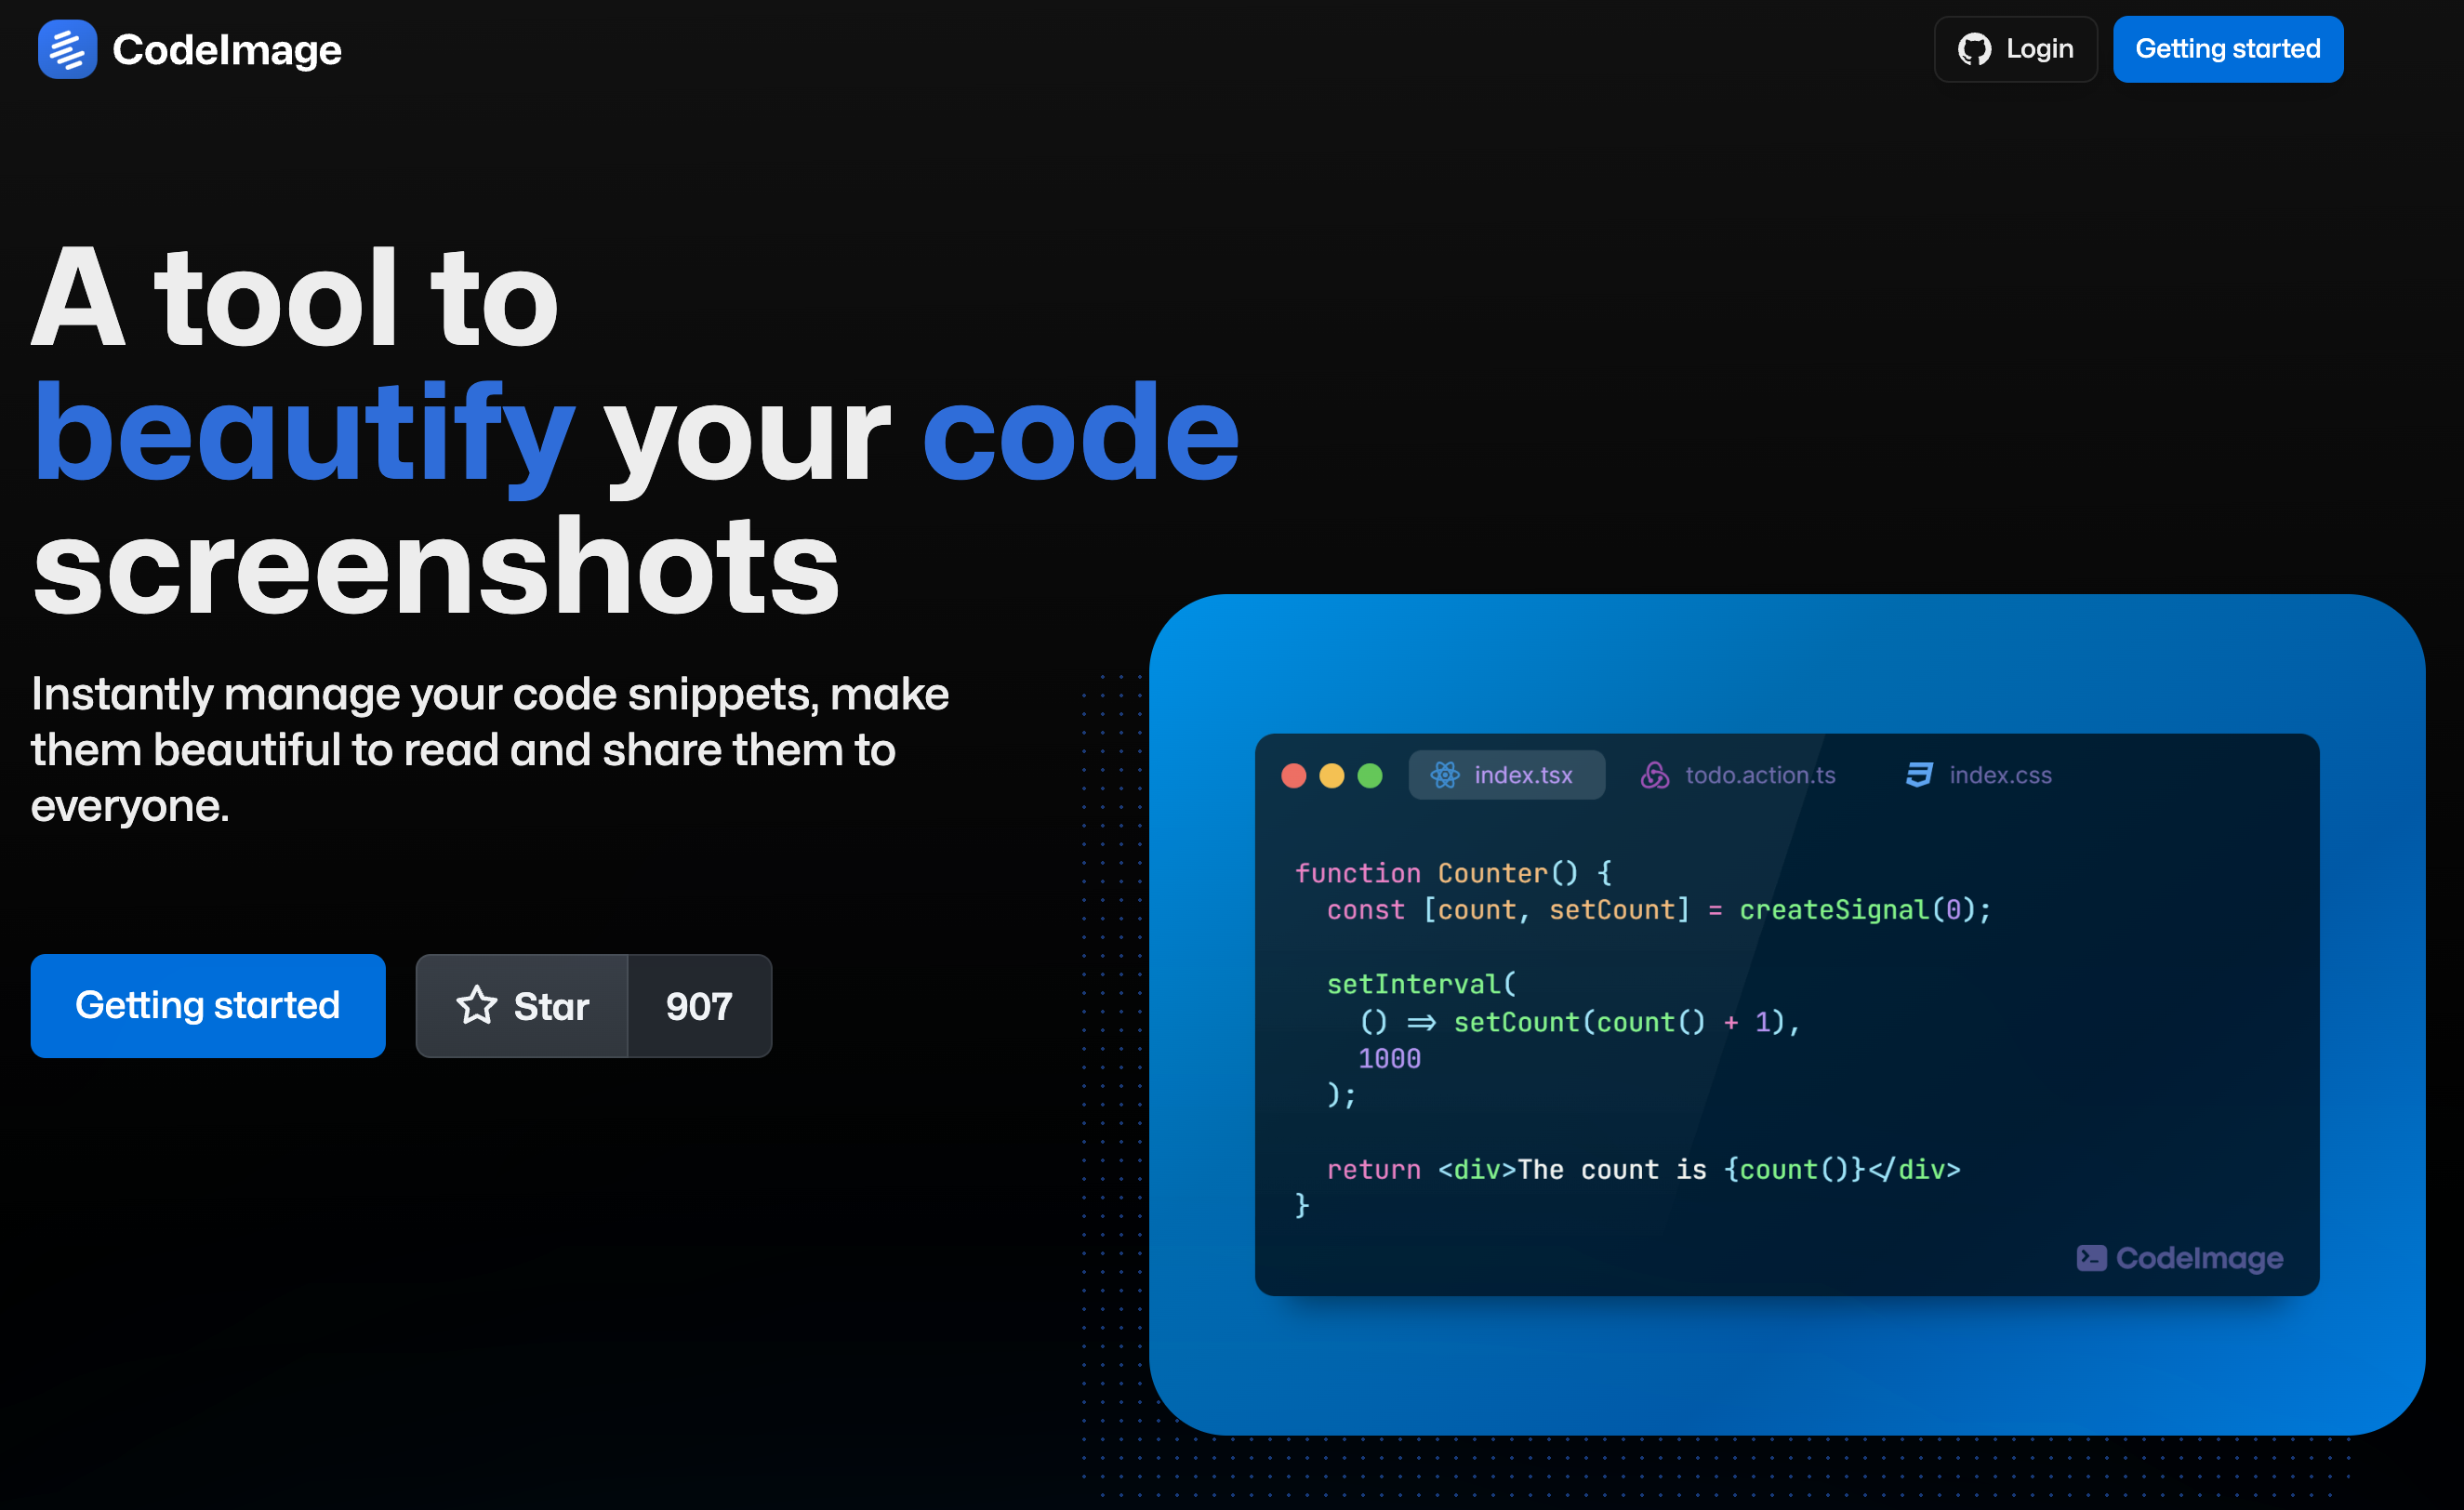 CodeImage
Login
Getting started
A tool to
beautify your code
screenshots
Instantly manage your code snippets, make
them beautiful to read and share them to
everyone.
Getting started
Star
907
index.tsx
todo.action.ts
index.css
function Counter() {
  const [count, setCount] = createSignal(0);
  setInterval(
    () => setCount(count() + 1),
    1000
  );
  return <div>The count is {count()}</div>
}
CodeImage